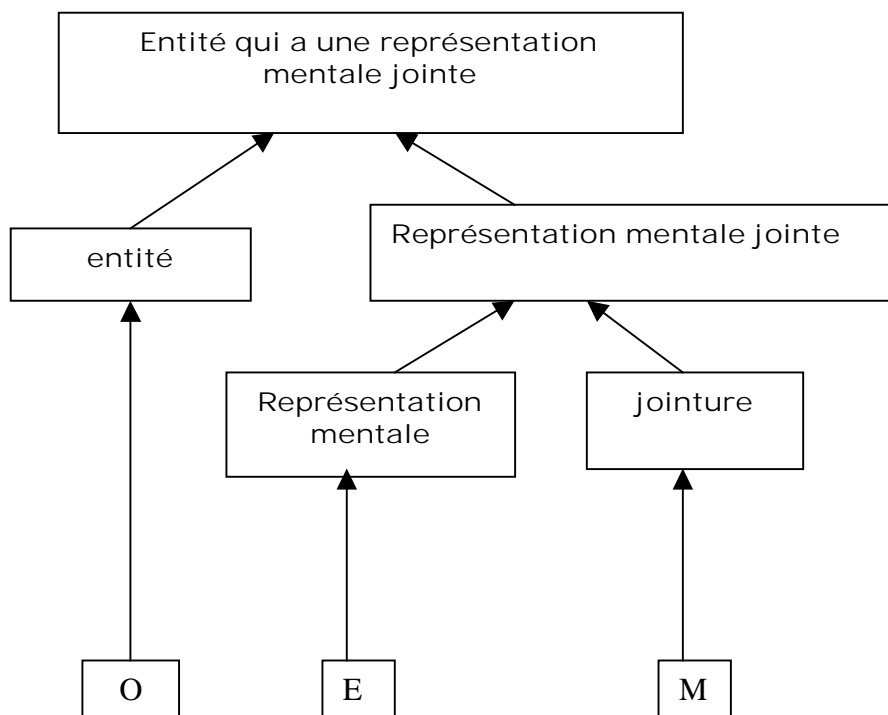 Entité qui a une représentation
mentale jointe
entité
Représentation mentale jointe
Représentation
mentale
jointure
O
E
M